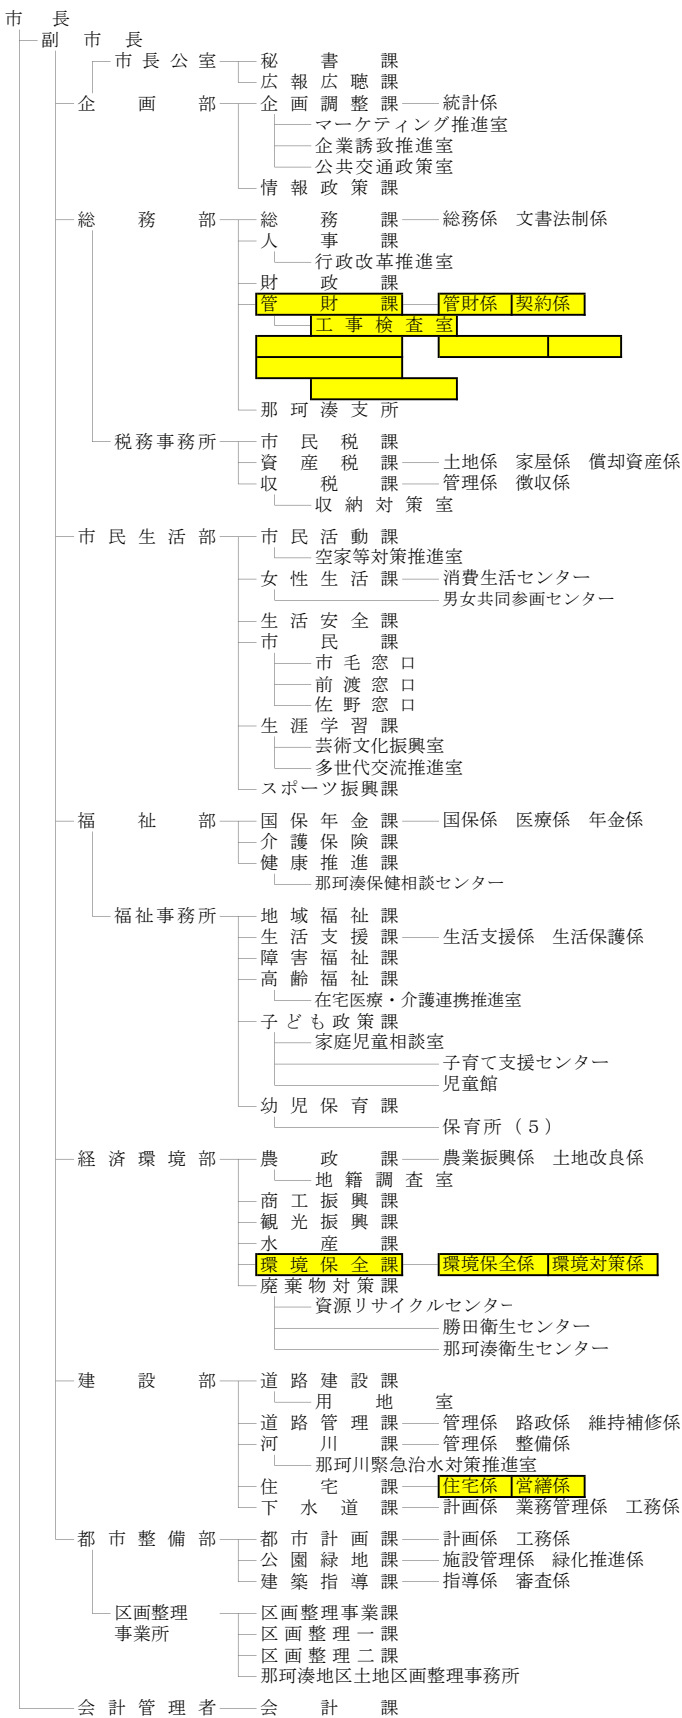 市長
副市長
市長公室 秘書課
広報広聴課
企画部 企画調整課 統計係
マーケティング推進室
企業誘致推進室
公共交通政策室
情報政策課
総務部 総務課 総務係 文書法制係
人事課
行政改革推進室
財政課
管財課 管財係 契約係
工事検査室
那珂湊支所
税務事務所 市民税課
資産税課 土地係 家屋係 償却資産係
収税課 管理係 徴収係
収納対策室
市民生活部 市民活動課
空家等対策推進室
女性生活課 消費生活センター
男女共同参画センター
生活安全課
市民課
市毛窓口
前渡窓口
佐野窓口
生涯学習課
芸術文化振興室
多世代交流推進室
スポーツ振興課
福祉部 国保年金課 国保係 医療係 年金係
介護保険課
健康推進課
那珂湊保健相談センター
福祉事務所 地域福祉課
生活支援課 生活支援係 生活保護係
障害福祉課
高齢福祉課
在宅医療・介護連携推進室
子ども政策課
家庭児童相談室
子育て支援センター
児童館
幼児保育課
保育所（５）
経済環境部 農政課 農業振興係 土地改良係
地籍調査室
商工振興課
観光振興課
水産課
環境保全課 環境保全係 環境対策係
廃棄物対策課
資源リサイクルセンター
勝田衛生センター
那珂湊衛生センター
建設部 道路建設課
用地室
道路管理課 管理係 路政係 維持補修係
河川課 管理係 整備係
那珂川緊急治水対策推進室
住宅課 住宅係 営繕係
下水道課 計画係 業務管理係 工務係
都市整備部 都市計画課 計画係 工務係
公園緑地課 施設管理係 緑化推進係
建築指導課 指導係 審査係
区画整理 区画整理事業課
事業所 区画整理一課
区画整理二課
那珂湊地区土地区画整理事務所
会計管理者 会計課